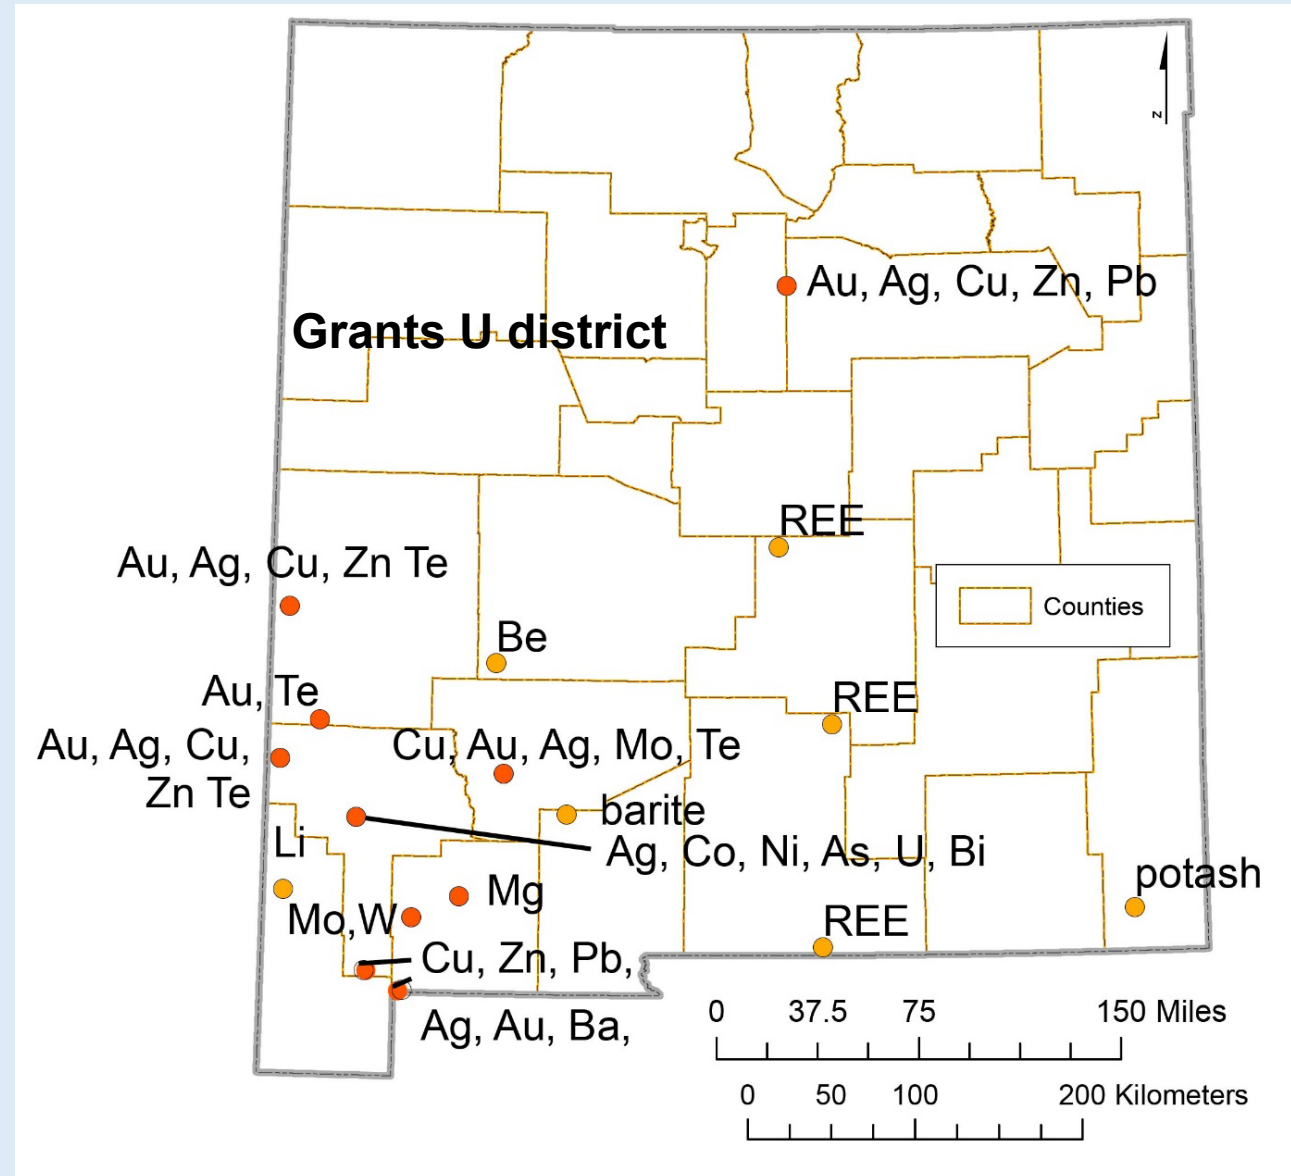 N
Au, Ag, Cu, Zn, Pb
Grants U district
REE
Au, Ag, Cu, Zn Te
Counties
Be
Au, Te
REE
Au, Ag, Cu,
Zn Te
Cu, Au, Ag, Mo, Te
barite
Ag, Co, Ni, As, U, Bi
Li
potash
Mg
Mo,W
REE
Cu, Zn, Pb,
Ag, Au, Ba,
0 37.5 75 150 Miles
0 50 100 200 Kilometers